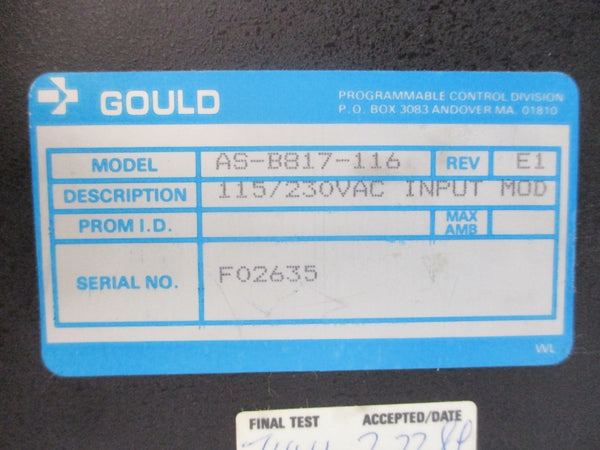 GOULD
PROGRAMMABLE CONTROL DIVISION
P.O. BOX 3083 ANDOVER MA. 01810
MODEL AS-B817-116 REV E1
DESCRIPTION 115/230VAC INPUT MOD
PROM I.D. MAX AMB
SERIAL NO. F02635
FINAL TEST ACCEPTED/DATE